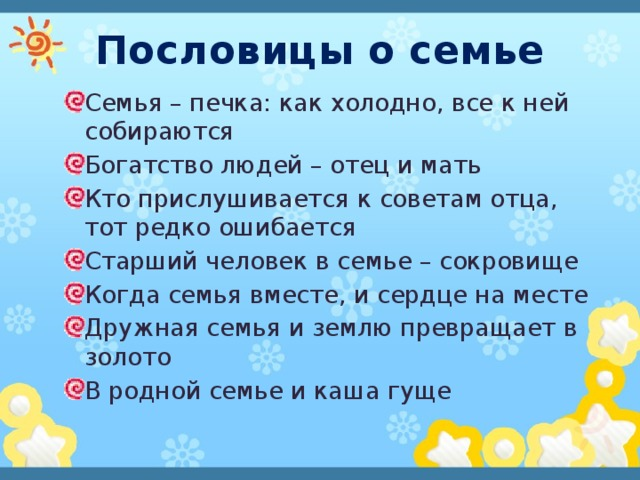 Пословицы о семье
Семья – печка: как холодно, все к ней
собираются
Богатство людей – отец и мать
Кто прислушивается к советам отца,
тот редко ошибается
Старший человек в семье – сокровище
Когда семья вместе, и сердце на месте
Дружная семья и землю превращает в
золото
В родной семье и каша гуще